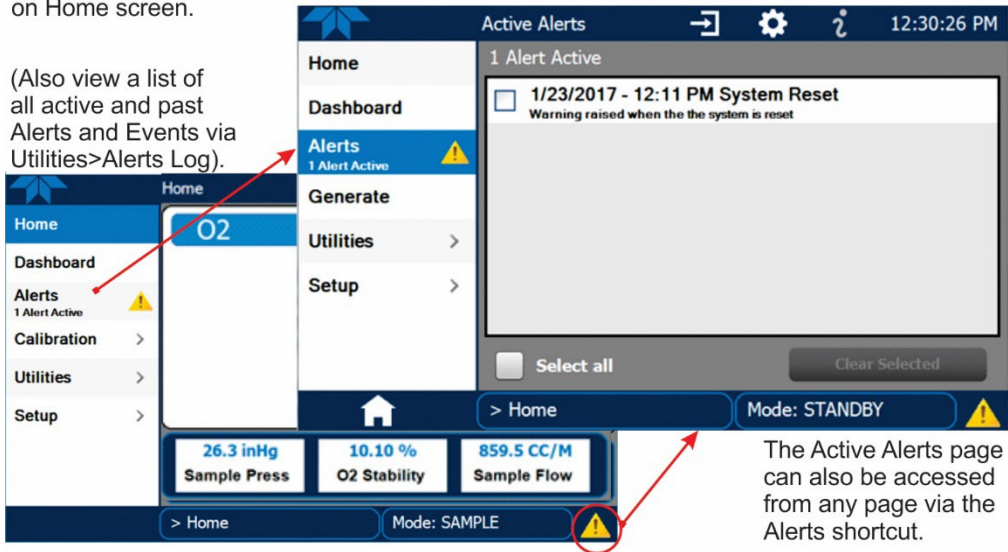 on Home screen.
(Also view a list of
all active and past
Alerts and Events via
Utilities>Alerts Log).
Active Alerts
12:30:26 PM
Home
Dashboard
Alerts
1 Alert Active
Generate
Utilities >
Setup >
1 Alert Active
1/23/2017 - 12:11 PM System Reset
Warning raised when the the system is reset
Select all
Clear Selected
> Home
Mode: STANDBY
Home
Home
Dashboard
Alerts
1 Alert Active
Calibration >
Utilities >
Setup >
O2
26.3 inHg
Sample Press
10.10 %
O2 Stability
859.5 CC/M
Sample Flow
> Home
Mode: SAMPLE
The Active Alerts page
can also be accessed
from any page via the
Alerts shortcut.